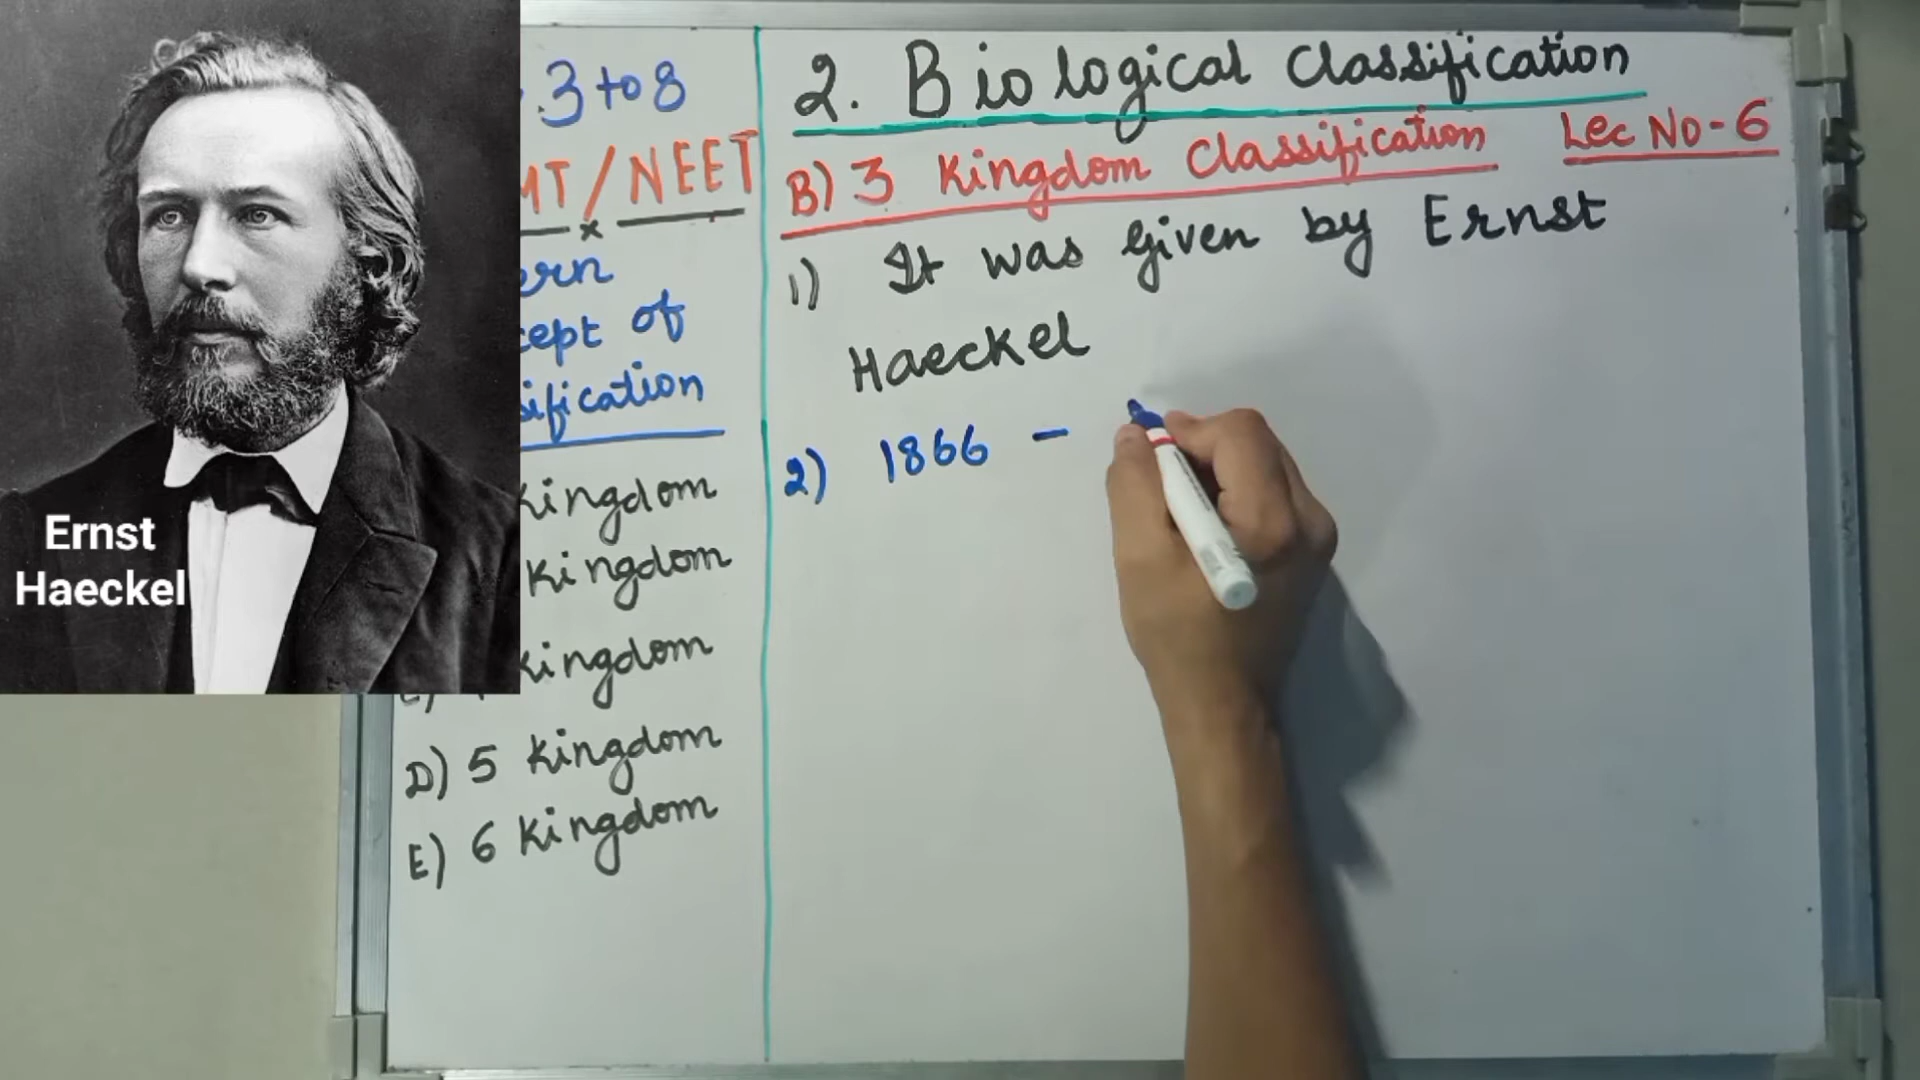 Ernst
Haeckel
3 to 8
MT/NEET
ern
cept of
sification
Kingdom
Kingdom
Kingdom
D) 5 Kingdom
E) 6 Kingdom
2. Biological Classification
B) 3 Kingdom Classification Lec No-6
1) It was given by Ernst
Haeckel
2) 1866 -